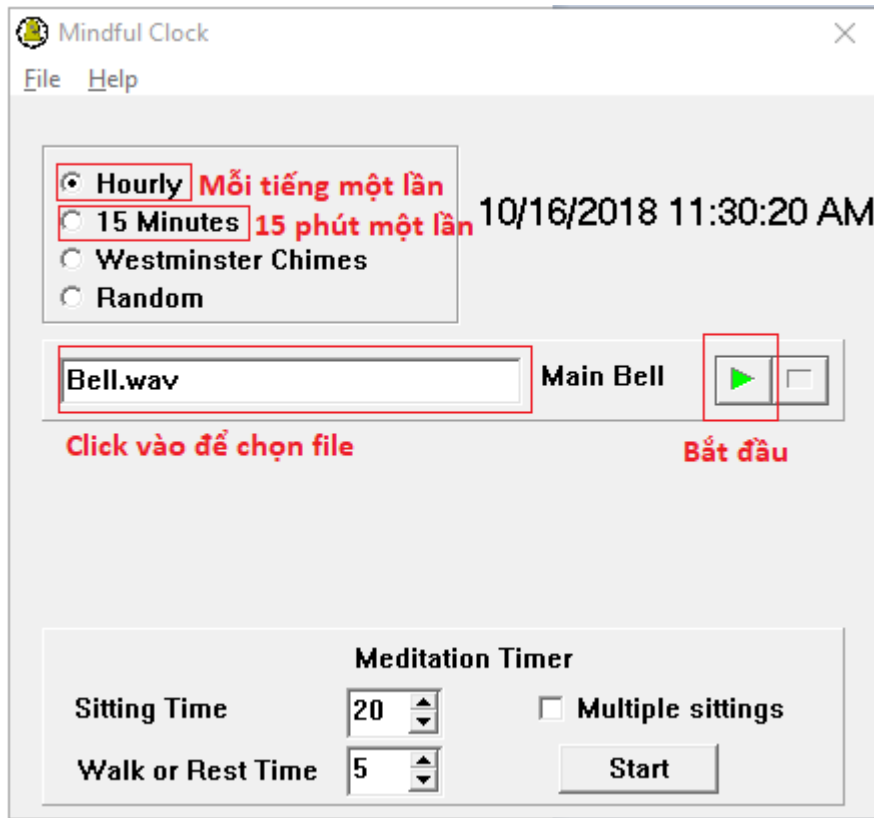 Mindful Clock
File Help
Hourly Mỗi tiếng một lần
15 Minutes 15 phút một lần
10/16/2018 11:30:20 AM
Westminster Chimes
Random
Bell.wav Main Bell
Click vào để chọn file Bắt đầu
Meditation Timer
Sitting Time 20 Multiple sittings
Walk or Rest Time 5 Start